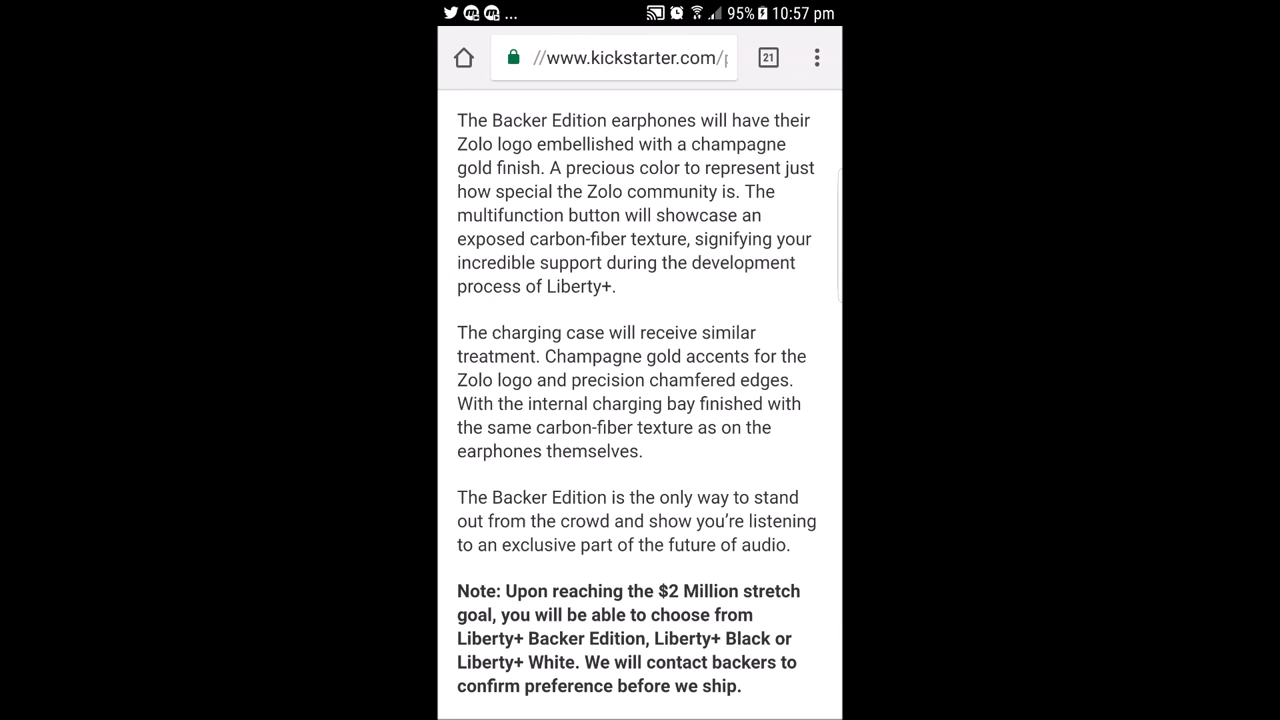 ... 95% 10:57 pm
//www.kickstarter.com/p 21
The Backer Edition earphones will have their
Zolo logo embellished with a champagne
gold finish. A precious color to represent just
how special the Zolo community is. The
multifunction button will showcase an
exposed carbon-fiber texture, signifying your
incredible support during the development
process of Liberty+.
The charging case will receive similar
treatment. Champagne gold accents for the
Zolo logo and precision chamfered edges.
With the internal charging bay finished with
the same carbon-fiber texture as on the
earphones themselves.
The Backer Edition is the only way to stand
out from the crowd and show you’re listening
to an exclusive part of the future of audio.
Note: Upon reaching the $2 Million stretch
goal, you will be able to choose from
Liberty+ Backer Edition, Liberty+ Black or
Liberty+ White. We will contact backers to
confirm preference before we ship.